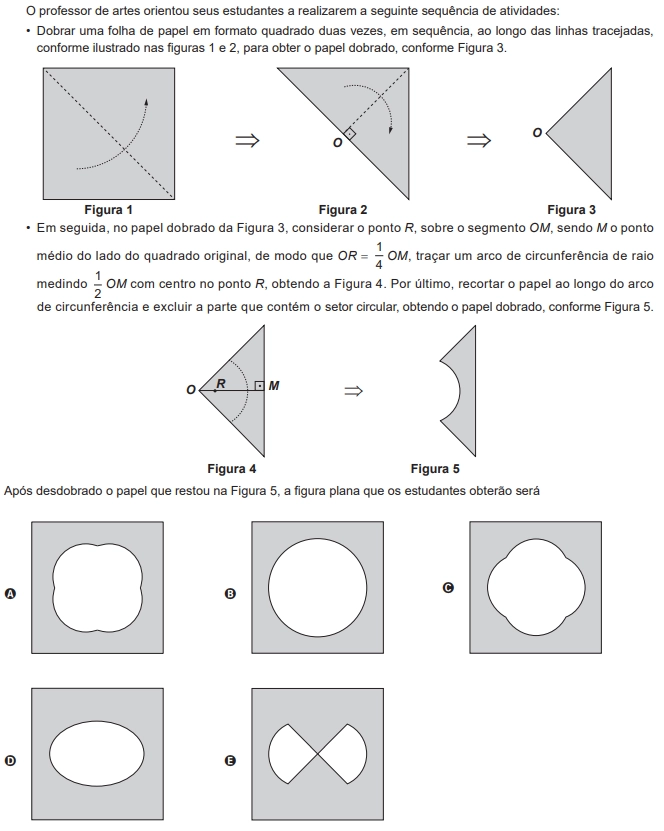 O professor de artes orientou seus estudantes a realizarem a seguinte sequência de atividades:
• Dobrar uma folha de papel em formato quadrado duas vezes, em sequência, ao longo das linhas tracejadas,
conforme ilustrado nas figuras 1 e 2, para obter o papel dobrado, conforme Figura 3.
O
O
⇒
⇒
Figura 1
Figura 2
Figura 3
• Em seguida, no papel dobrado da Figura 3, considerar o ponto R, sobre o segmento OM, sendo M o ponto
médio do lado do quadrado original, de modo que OR = 1/4 OM, traçar um arco de circunferência de raio
medindo 1/2 OM com centro no ponto R, obtendo a Figura 4. Por último, recortar o papel ao longo do arco
de circunferência e excluir a parte que contém o setor circular, obtendo o papel dobrado, conforme Figura 5.
O R M ⇒
Figura 4
Figura 5
Após desdobrado o papel que restou na Figura 5, a figura plana que os estudantes obterão será
A
B
C
D
E